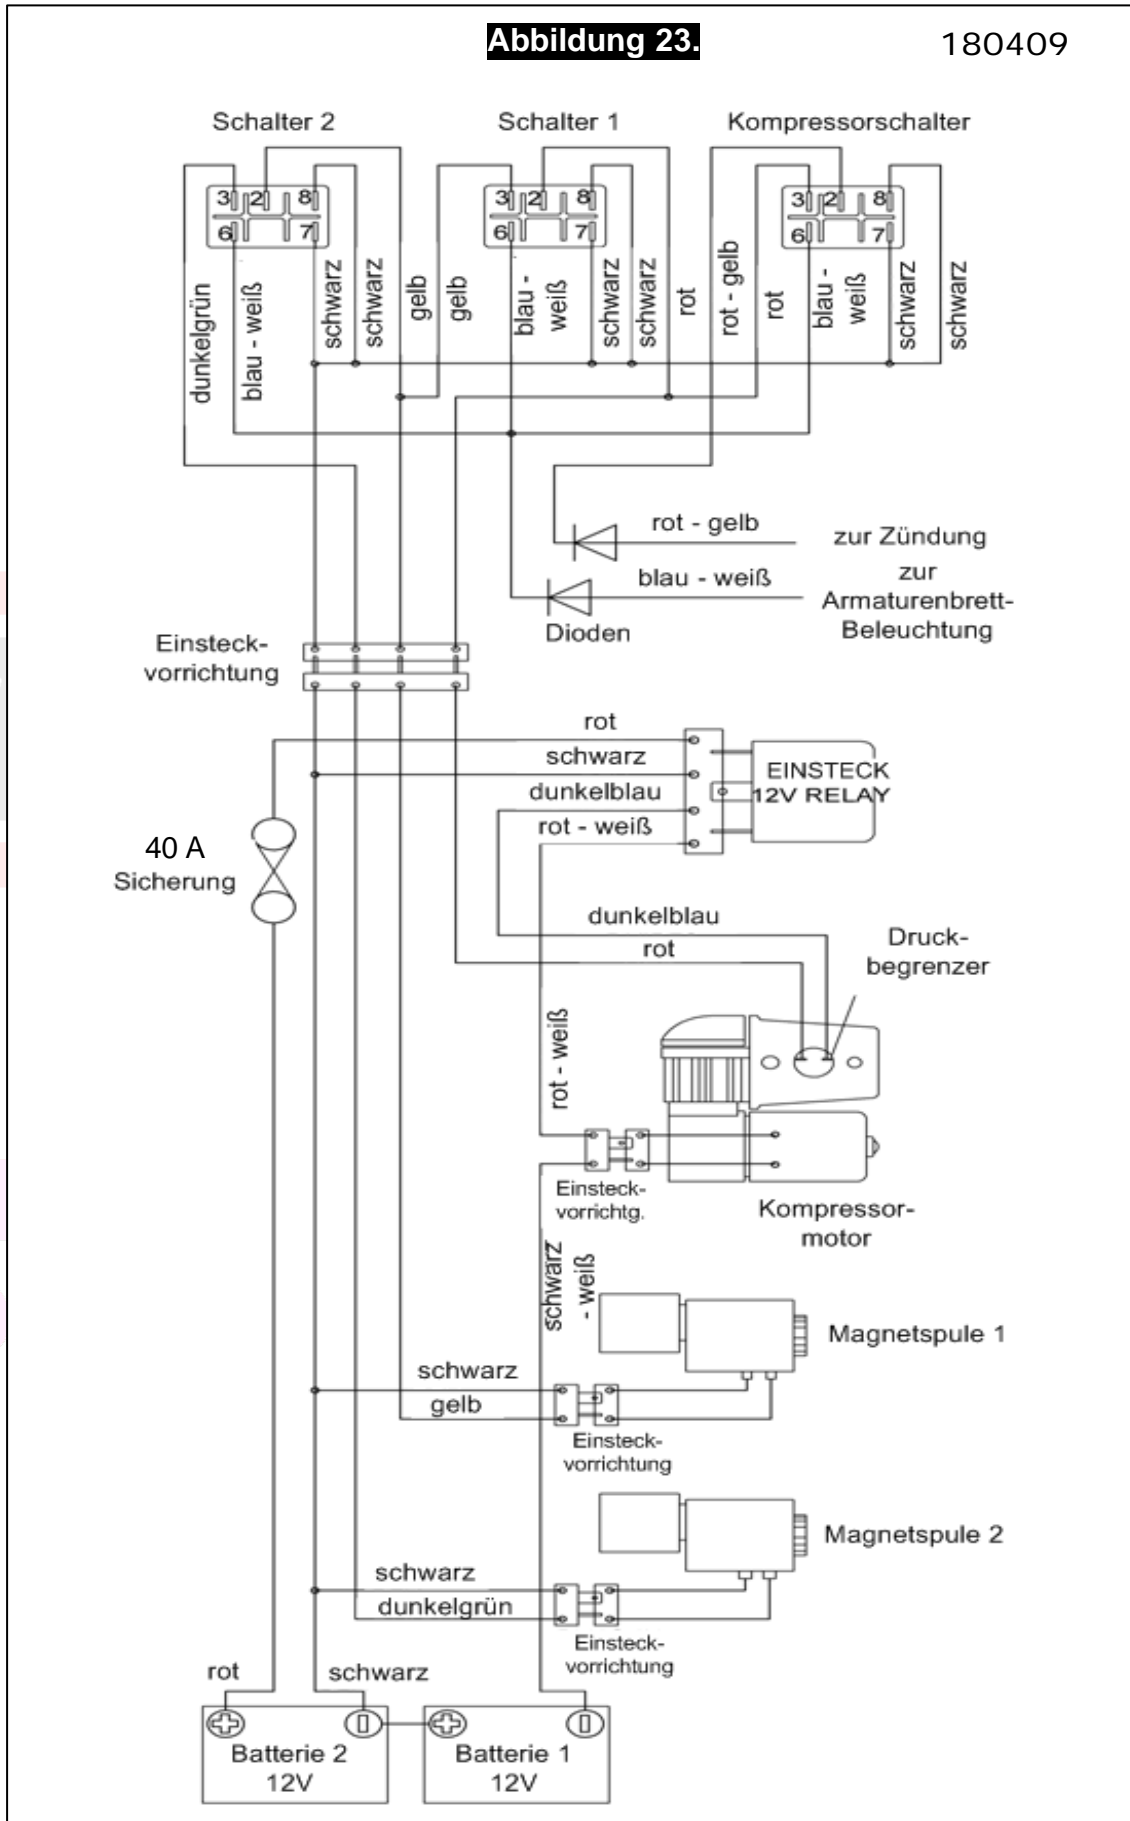 Abbildung 23.
180409
Schalter 2
Schalter 1
Kompressorschalter
3 2 8
6 7
3 2 8
6 7
3 2 8
6 7
dunkelgrün
blau - weiß
schwarz
schwarz
gelb
gelb
blau -
weiß
schwarz
schwarz
rot
rot - gelb
rot
blau -
weiß
schwarz
schwarz
rot - gelb
zur Zündung
blau - weiß
zur
Armaturenbrett-
Beleuchtung
Dioden
Einsteck-
vorrichtung
rot
schwarz
dunkelblau
rot - weiß
EINSTECK
12V RELAY
40 A
Sicherung
dunkelblau
rot
Druck-
begrenzer
rot - weiß
Einsteck-
vorrichtg.
Kompressor-
motor
schwarz
- weiß
Magnetspule 1
schwarz
gelb
Einsteck-
vorrichtung
Magnetspule 2
schwarz
dunkelgrün
Einsteck-
vorrichtung
rot
schwarz
Batterie 2
12V
Batterie 1
12V